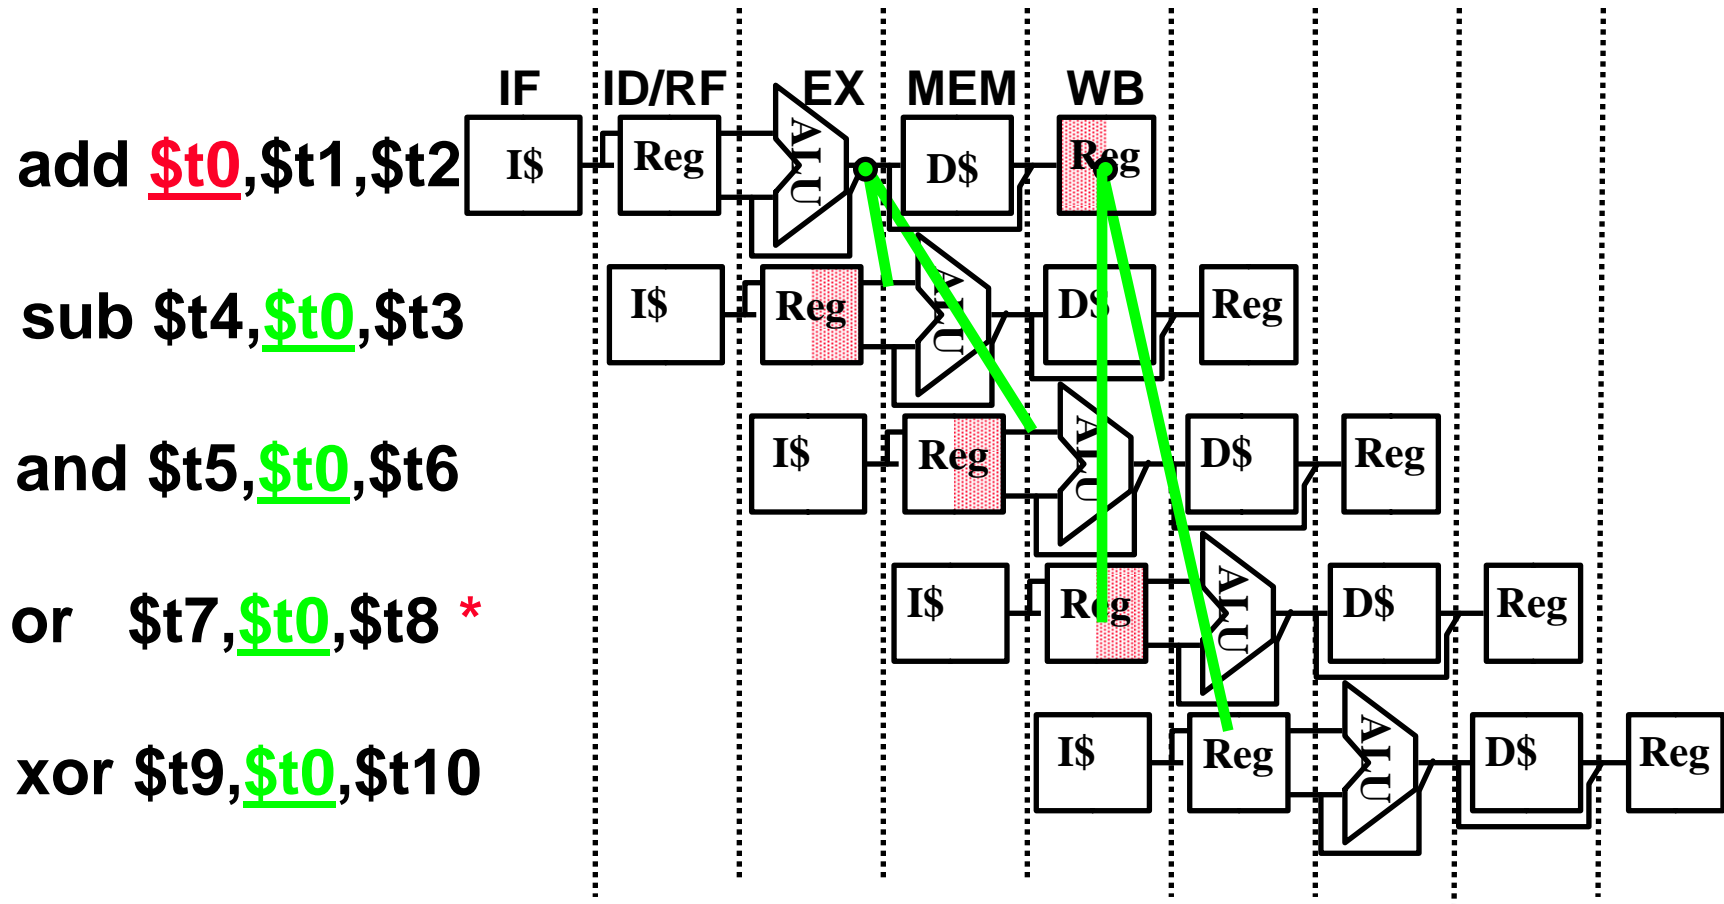 IF ID/RF EX MEM WB
add $t0,$t1,$t2 I$ Reg ALU D$ Reg
sub $t4,$t0,$t3 I$ Reg ALU D$ Reg
and $t5,$t0,$t6 I$ Reg ALU D$ Reg
or $t7,$t0,$t8 * I$ Reg ALU D$ Reg
xor $t9,$t0,$t10 I$ Reg ALU D$ Reg